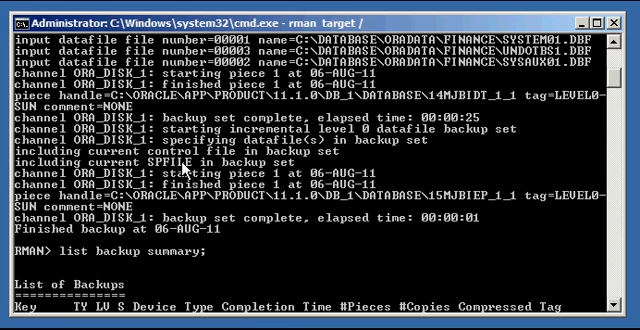 Administrator: C:\Windows\system32\cmd.exe - rman target /
input datafile file number=00001 name=C:\DATABASE\ORADATA\FINANCE\SYSTEM01.DBF
input datafile file number=00003 name=C:\DATABASE\ORADATA\FINANCE\UNDOTBS1.DBF
input datafile file number=00002 name=C:\DATABASE\ORADATA\FINANCE\SYSAUX01.DBF
channel ORA_DISK_1: starting piece 1 at 06-AUG-11
channel ORA_DISK_1: finished piece 1 at 06-AUG-11
piece handle=C:\ORACLE\APP\PRODUCT\11.1.0\DB_1\DATABASE\14MJBIDT_1_1 tag=LEVEL0-
SUN comment=NONE
channel ORA_DISK_1: backup set complete, elapsed time: 00:00:25
channel ORA_DISK_1: starting incremental level 0 datafile backup set
channel ORA_DISK_1: specifying datafile(s) in backup set
including current control file in backup set
including current SPFILE in backup set
channel ORA_DISK_1: starting piece 1 at 06-AUG-11
channel ORA_DISK_1: finished piece 1 at 06-AUG-11
piece handle=C:\ORACLE\APP\PRODUCT\11.1.0\DB_1\DATABASE\15MJBIEP_1_1 tag=LEVEL0-
SUN comment=NONE
channel ORA_DISK_1: backup set complete, elapsed time: 00:00:01
Finished backup at 06-AUG-11
RMAN> list backup summary;
List of Backups
===============
Key TY LV S Device Type Completion Time #Pieces #Copies Compressed Tag